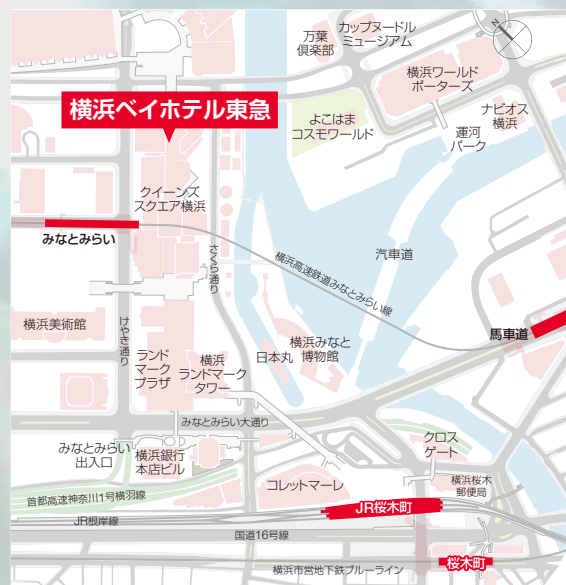 万葉
倶楽部
カップヌードル
ミュージアム
N
横浜ワールド
ポーターズ
ナビオス
横浜
横浜ベイホテル東急
よこはま
コスモワールド
運河
パーク
クイーンズ
スクエア横浜
みなとみらい
さくら通り
横浜高速鉄道みなとみらい線
汽車道
横浜美術館
けやき通り
馬車道
ランド
マーク
プラザ
横浜
ランドマーク
タワー
日本丸
横浜みなと
博物館
みなとみらい大通り
みなとみらい
出入口
横浜銀行
本店ビル
クロス
ゲート
コレットマーレ
横浜桜木
郵便局
首都高速神奈川1号横羽線
JR桜木町
JR根岸線
国道16号線
桜木町
横浜市営地下鉄ブルーライン